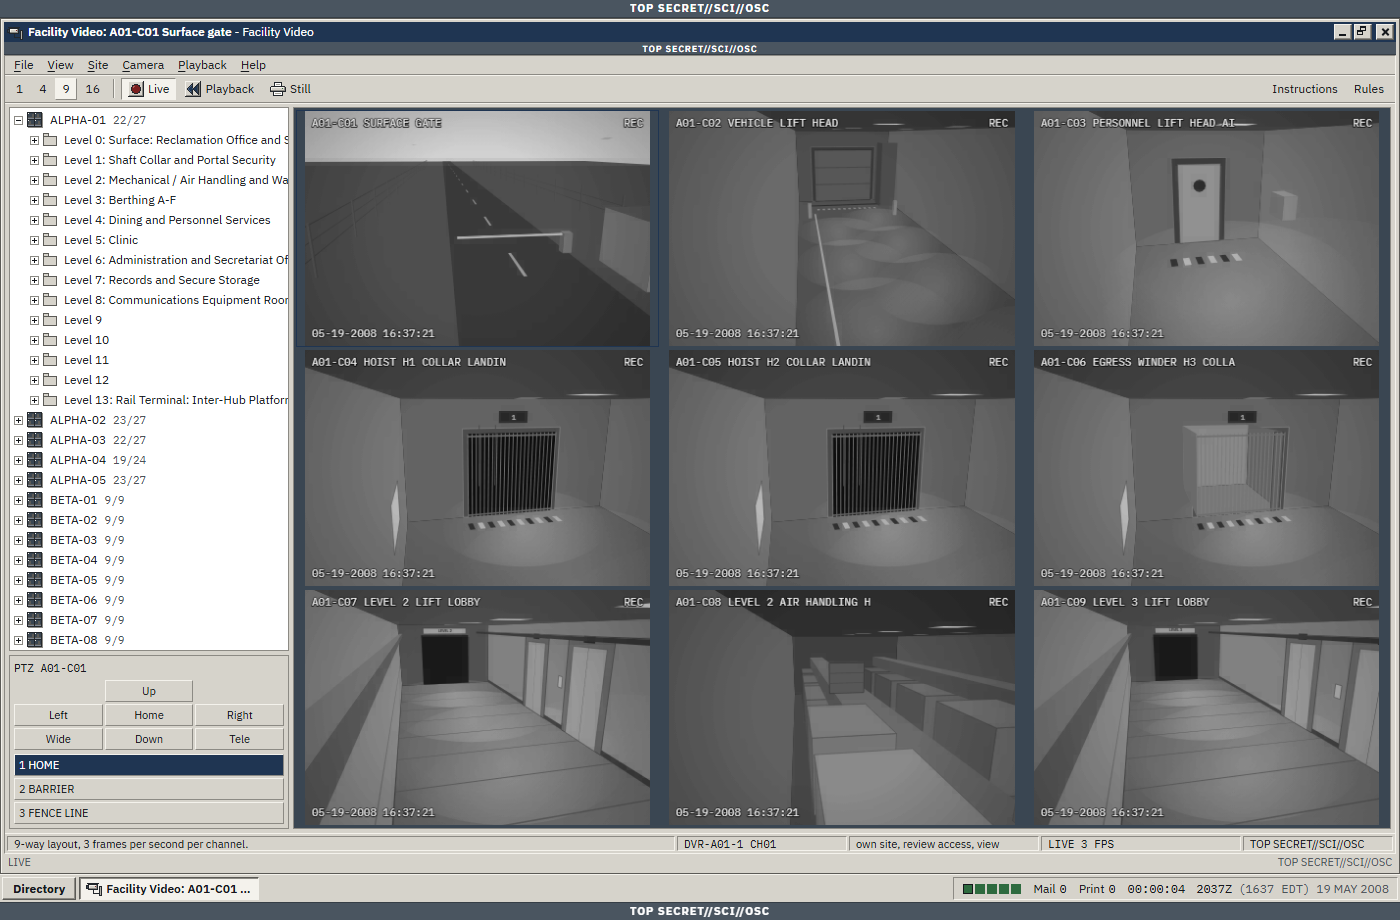 TOP SECRET//SCI//OSC
Facility Video: A01-C01 Surface gate - Facility Video
TOP SECRET//SCI//OSC
File View Site Camera Playback Help
1 4 9 16 Live Playback Still Instructions Rules
ALPHA-01 22/27
Level 0: Surface: Reclamation Office and S
Level 1: Shaft Collar and Portal Security
Level 2: Mechanical / Air Handling and Wa
Level 3: Berthing A-F
Level 4: Dining and Personnel Services
Level 5: Clinic
Level 6: Administration and Secretariat Of
Level 7: Records and Secure Storage
Level 8: Communications Equipment Roor
Level 9
Level 10
Level 11
Level 12
Level 13: Rail Terminal: Inter-Hub Platforr
ALPHA-02 23/27
ALPHA-03 22/27
ALPHA-04 19/24
ALPHA-05 23/27
BETA-01 9/9
BETA-02 9/9
BETA-03 9/9
BETA-04 9/9
BETA-05 9/9
BETA-06 9/9
BETA-07 9/9
BETA-08 9/9
PTZ A01-C01
Up
Left Home Right
Wide Down Tele
1 HOME
2 BARRIER
3 FENCE LINE
A01-C01 SURFACE GATE REC
05-19-2008 16:37:21
A01-C02 VEHICLE LIFT HEAD REC
05-19-2008 16:37:21
A01-C03 PERSONNEL LIFT HEAD AI REC
05-19-2008 16:37:21
A01-C04 HOIST H1 COLLAR LANDIN REC
1
05-19-2008 16:37:21
A01-C05 HOIST H2 COLLAR LANDIN REC
1
05-19-2008 16:37:21
A01-C06 EGRESS WINDER H3 COLLA REC
1
05-19-2008 16:37:21
A01-C07 LEVEL 2 LIFT LOBBY REC
05-19-2008 16:37:21
A01-C08 LEVEL 2 AIR HANDLING H REC
05-19-2008 16:37:21
A01-C09 LEVEL 3 LIFT LOBBY REC
05-19-2008 16:37:21
9-way layout, 3 frames per second per channel. DVR-A01-1 CH01 own site, review access, view LIVE 3 FPS TOP SECRET//SCI//OSC
LIVE TOP SECRET//SCI//OSC
Directory Facility Video: A01-C01 ... Mail 0 Print 0 00:00:04 2037Z (1637 EDT) 19 MAY 2008
TOP SECRET//SCI//OSC